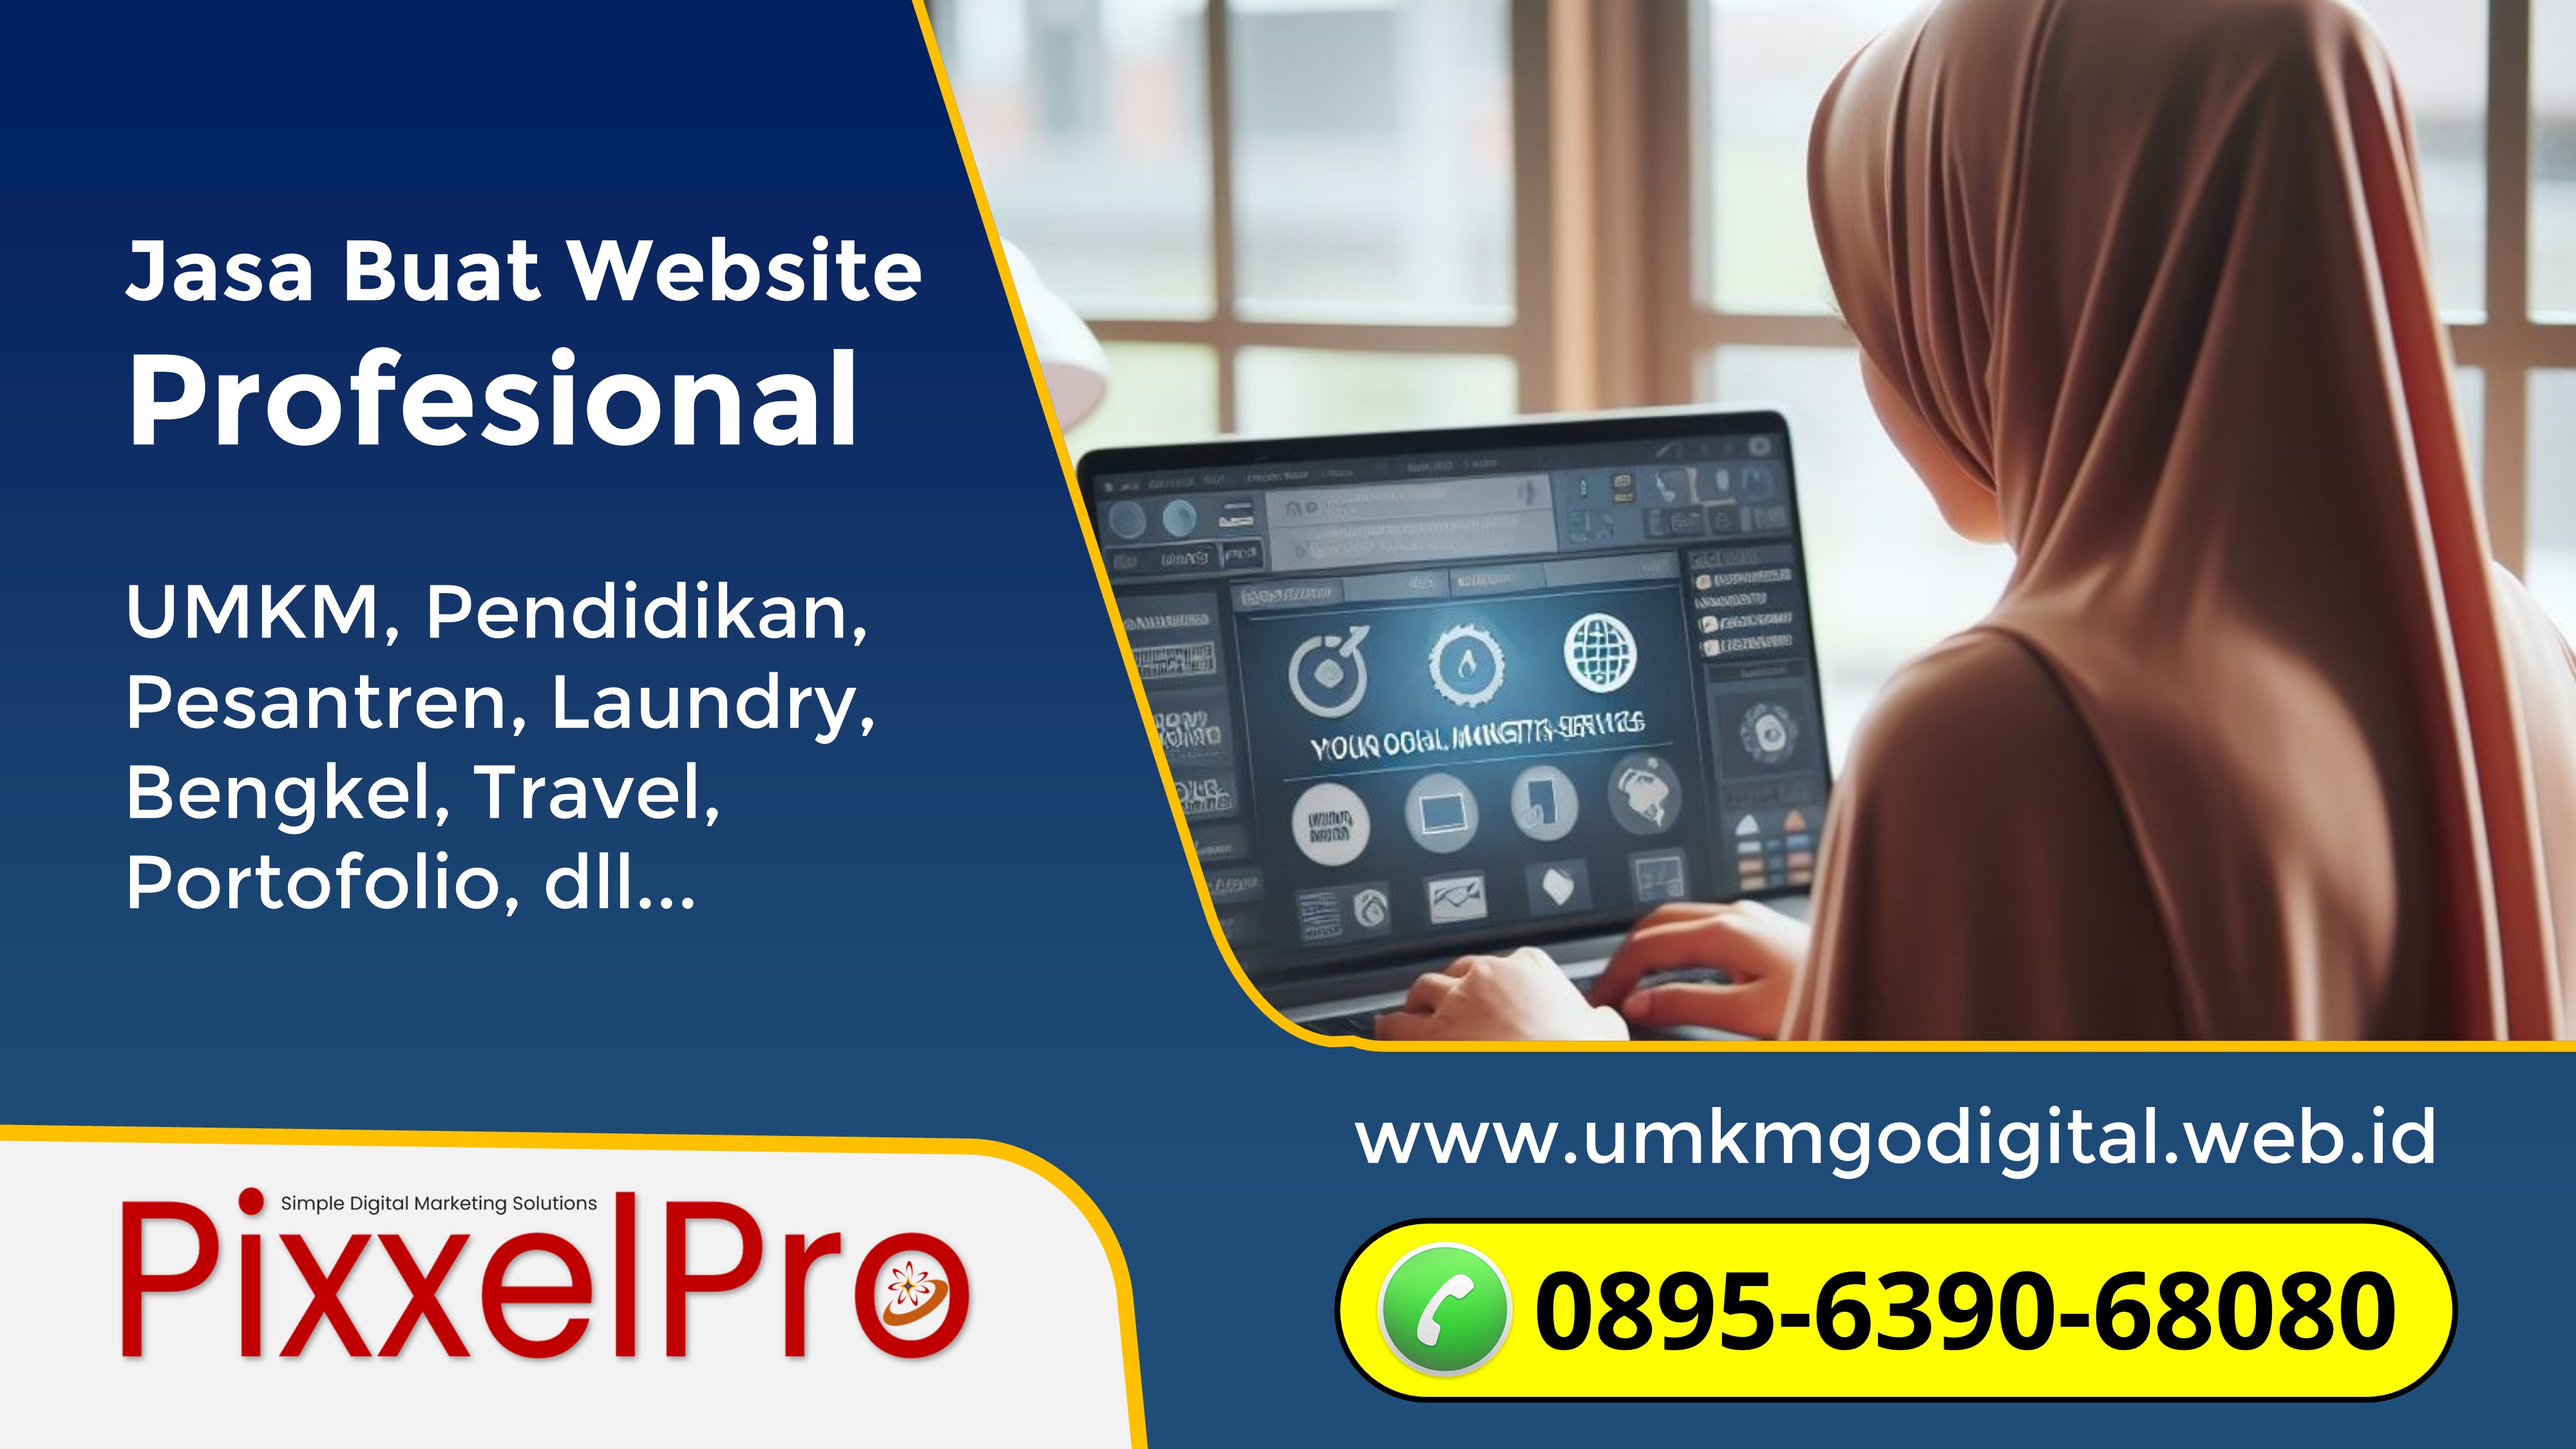 Jasa Buat Website
Profesional
UMKM, Pendidikan,
Pesantren, Laundry,
Bengkel, Travel,
Portofolio, dll...
www.umkmgodigital.web.id
Simple Digital Marketing Solutions
PixxelPro
0895-6390-68080